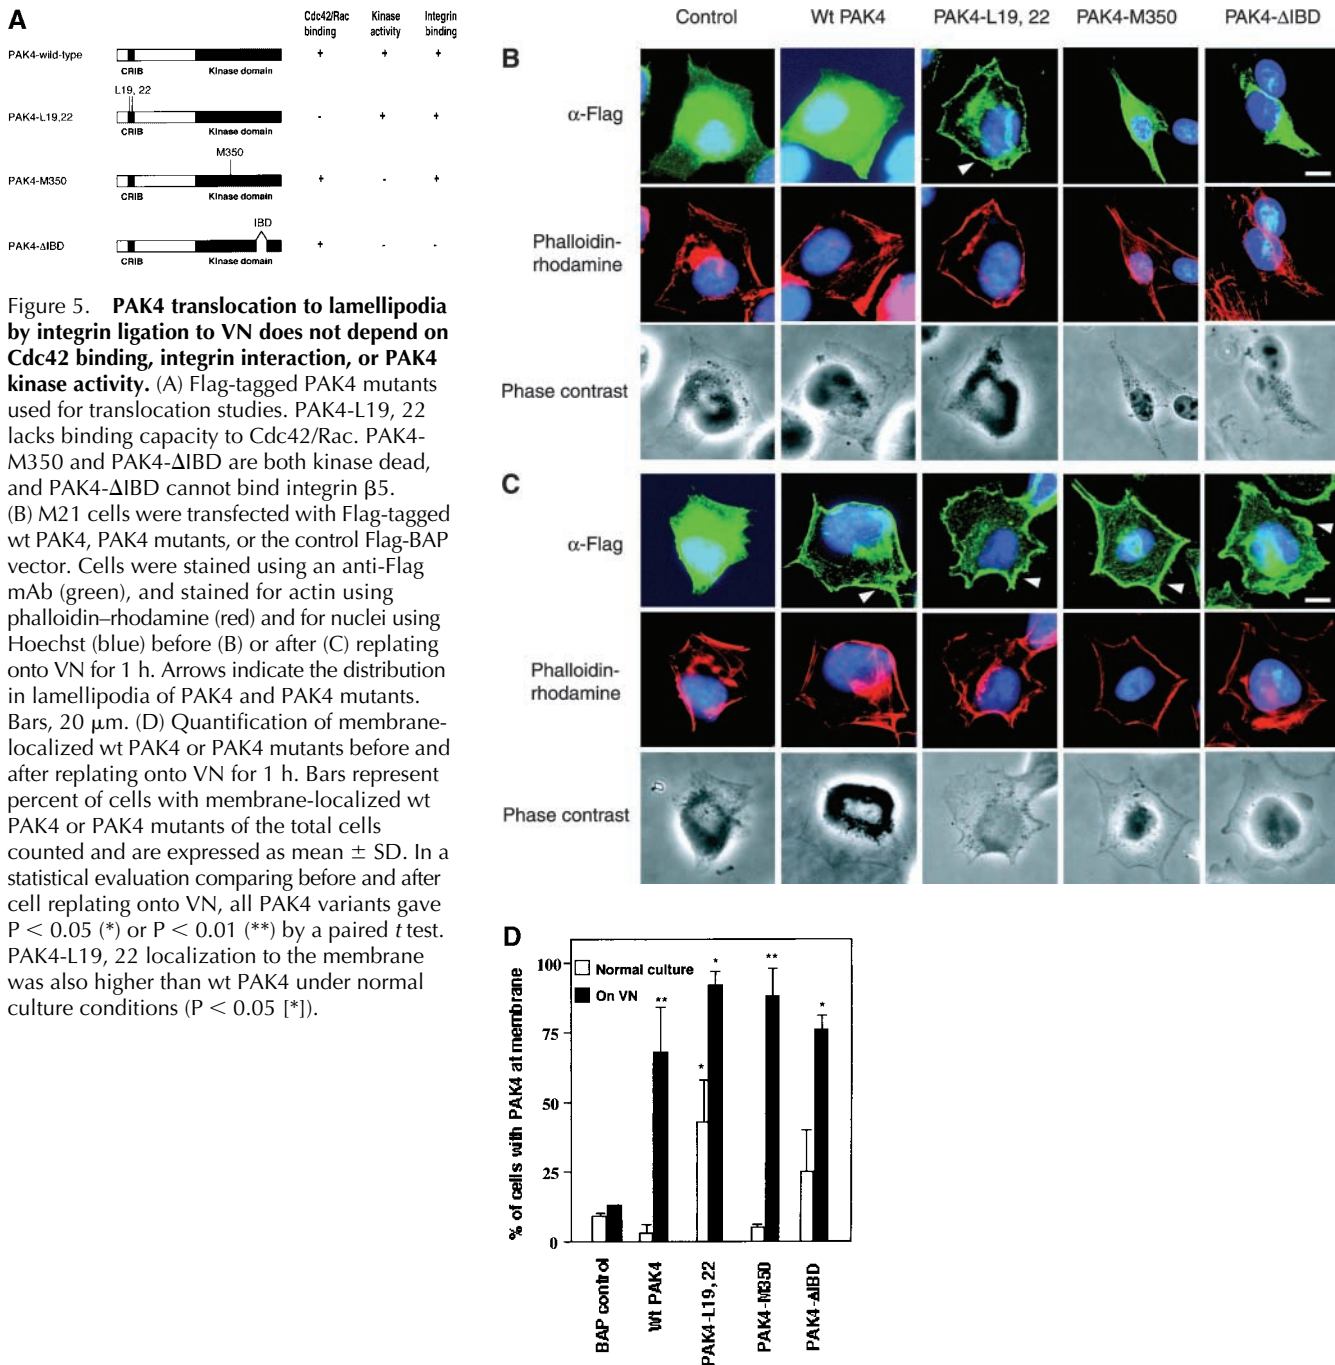 A
Cdc42/Rac binding
Kinase activity
Integrin binding
PAK4-wild-type
+ + +
CRIB
Kinase domain
L19, 22
PAK4-L19,22
- + +
CRIB
Kinase domain
M350
PAK4-M350
+ - +
CRIB
Kinase domain
IBD
PAK4-ΔIBD
+ - -
CRIB
Kinase domain
Figure 5. PAK4 translocation to lamellipodia
by integrin ligation to VN does not depend on
Cdc42 binding, integrin interaction, or PAK4
kinase activity. (A) Flag-tagged PAK4 mutants
used for translocation studies. PAK4-L19, 22
lacks binding capacity to Cdc42/Rac. PAK4-
M350 and PAK4-ΔIBD are both kinase dead,
and PAK4-ΔIBD cannot bind integrin β5.
(B) M21 cells were transfected with Flag-tagged
wt PAK4, PAK4 mutants, or the control Flag-BAP
vector. Cells were stained using an anti-Flag
mAb (green), and stained for actin using
phalloidin–rhodamine (red) and for nuclei using
Hoechst (blue) before (B) or after (C) replating
onto VN for 1 h. Arrows indicate the distribution
in lamellipodia of PAK4 and PAK4 mutants.
Bars, 20 μm. (D) Quantification of membrane-
localized wt PAK4 or PAK4 mutants before and
after replating onto VN for 1 h. Bars represent
percent of cells with membrane-localized wt
PAK4 or PAK4 mutants of the total cells
counted and are expressed as mean ± SD. In a
statistical evaluation comparing before and after
cell replating onto VN, all PAK4 variants gave
P < 0.05 (*) or P < 0.01 (**) by a paired t test.
PAK4-L19, 22 localization to the membrane
was also higher than wt PAK4 under normal
culture conditions (P < 0.05 [*]).
Control
Wt PAK4
PAK4-L19, 22
PAK4-M350
PAK4-ΔIBD
B
α-Flag
Phalloidin-
rhodamine
Phase contrast
C
α-Flag
Phalloidin-
rhodamine
Phase contrast
D
% of cells with PAK4 at membrane
100
75
50
25
0
Normal culture
On VN
**
*
*
**
*
BAP control
Wt PAK4
PAK4-L19, 22
PAK4-M350
PAK4-ΔIBD